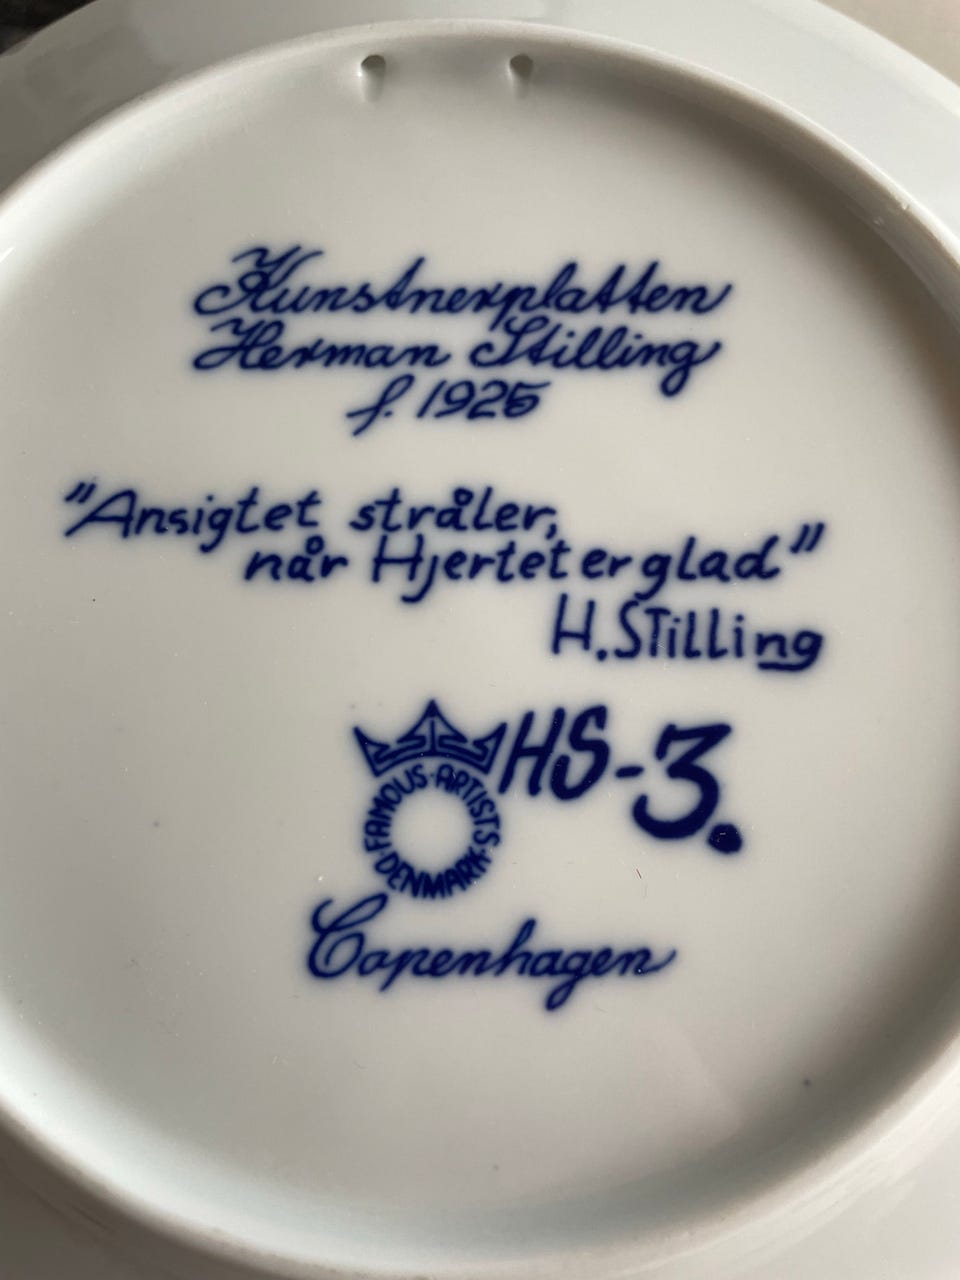 Kunstnerplatten
Herman Stilling
f. 1925
"Ansigtet stråler,
når Hjertet er glad"
H. Stilling
HS-3.
FAMOUS·ARTISTS·DENMARK·
Copenhagen